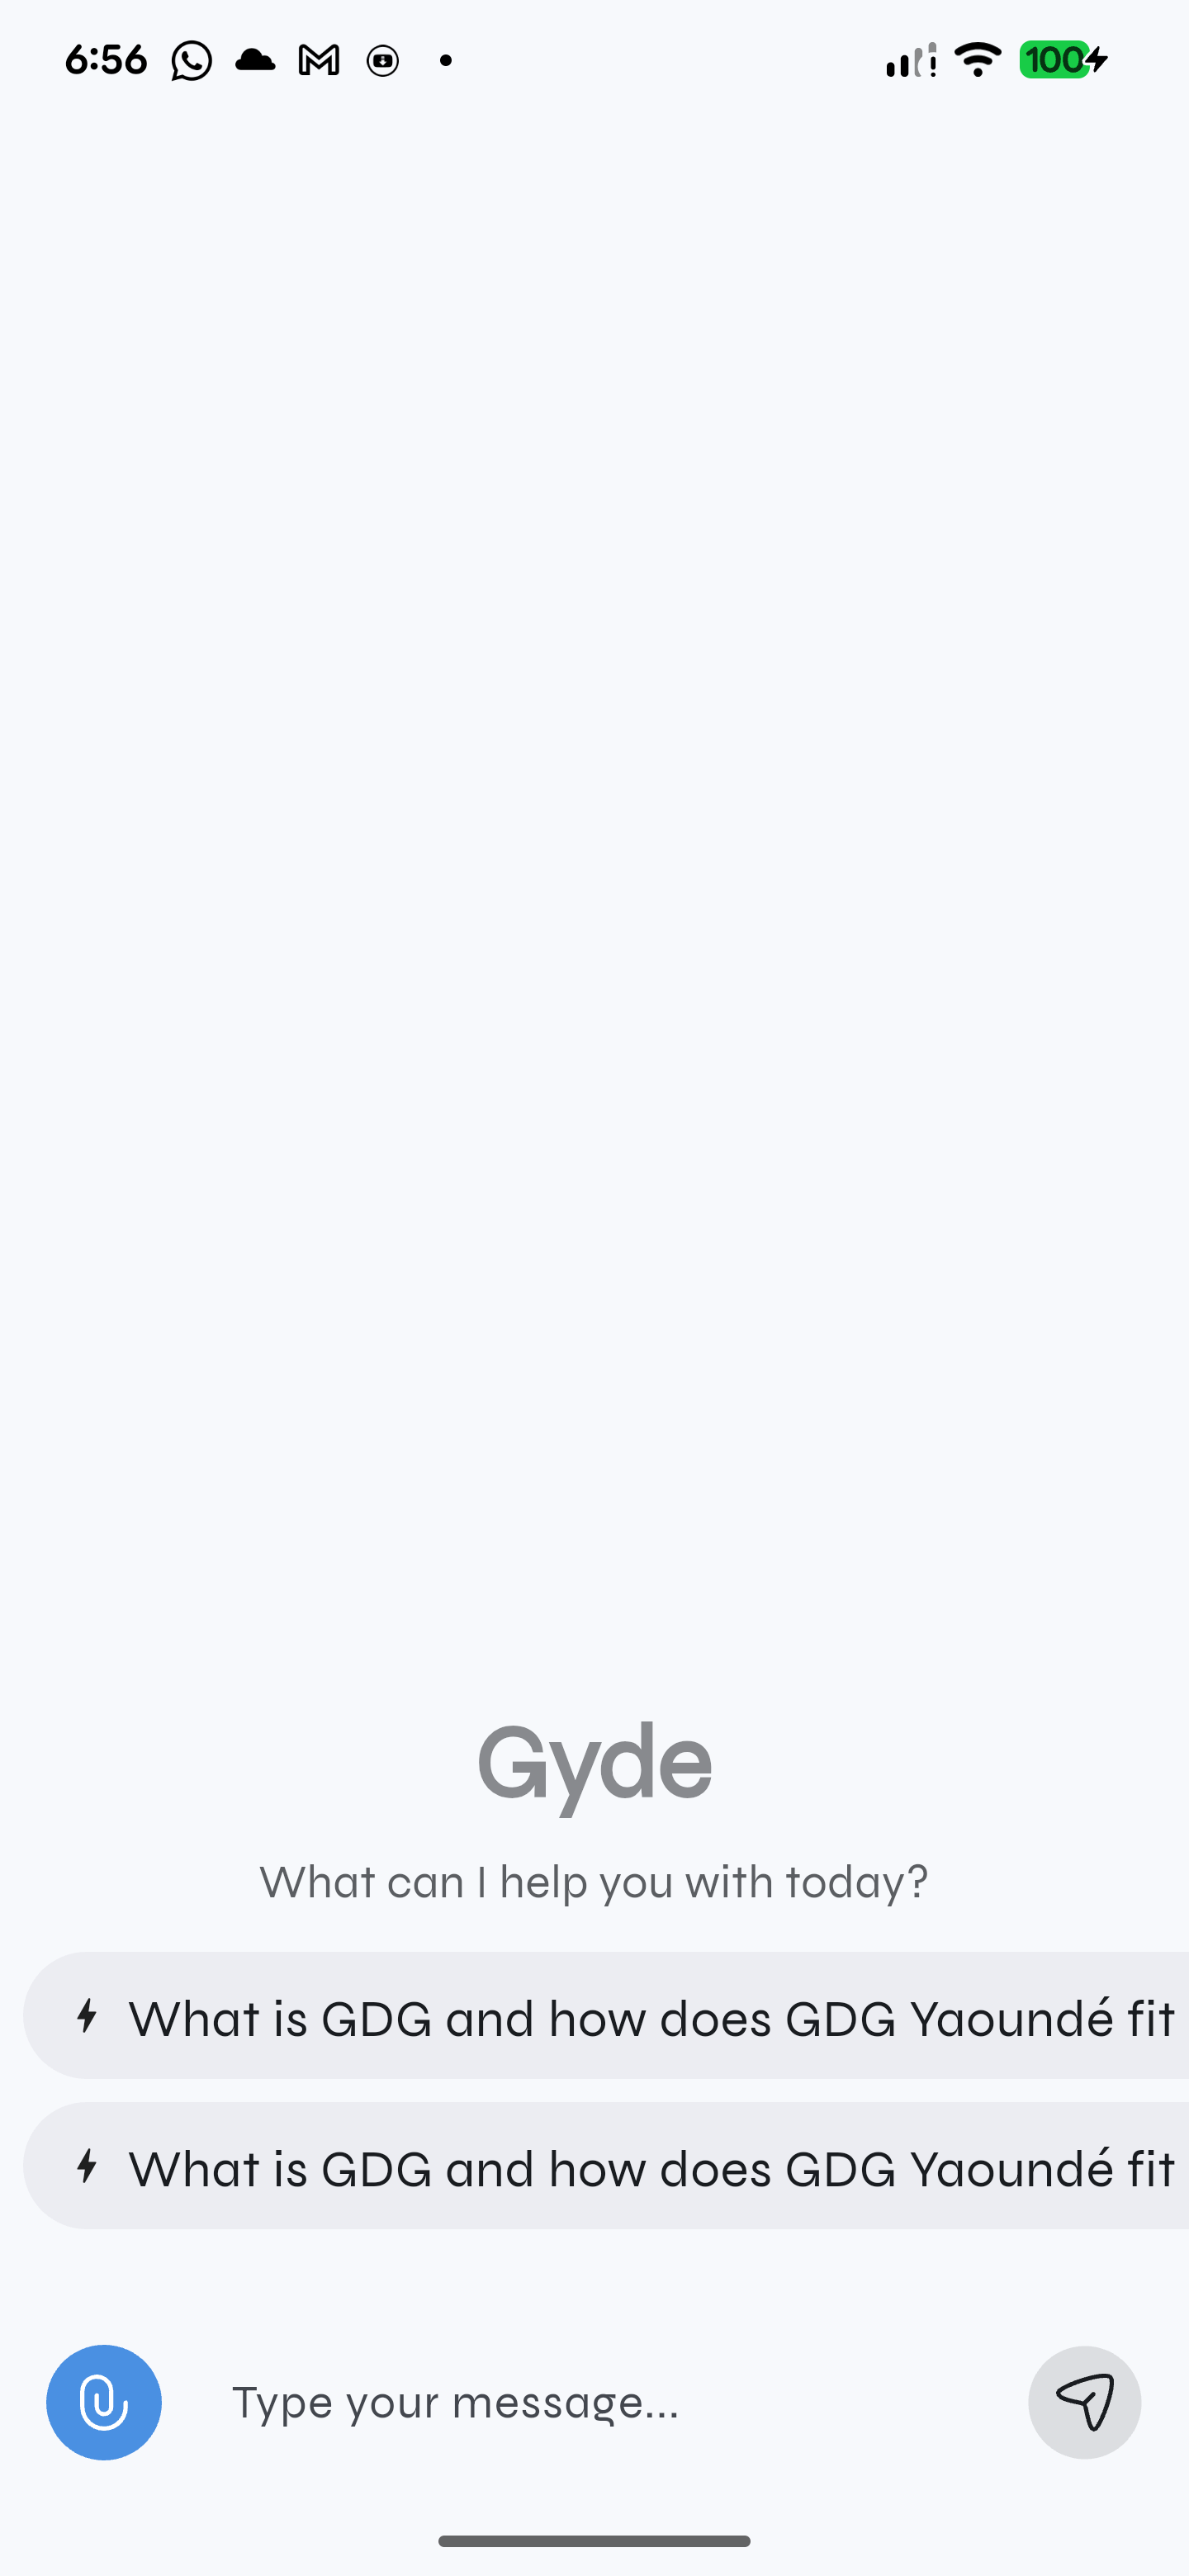 6:56
100
Gyde
What can I help you with today?
What is GDG and how does GDG Yaoundé fit
What is GDG and how does GDG Yaoundé fit
Type your message...